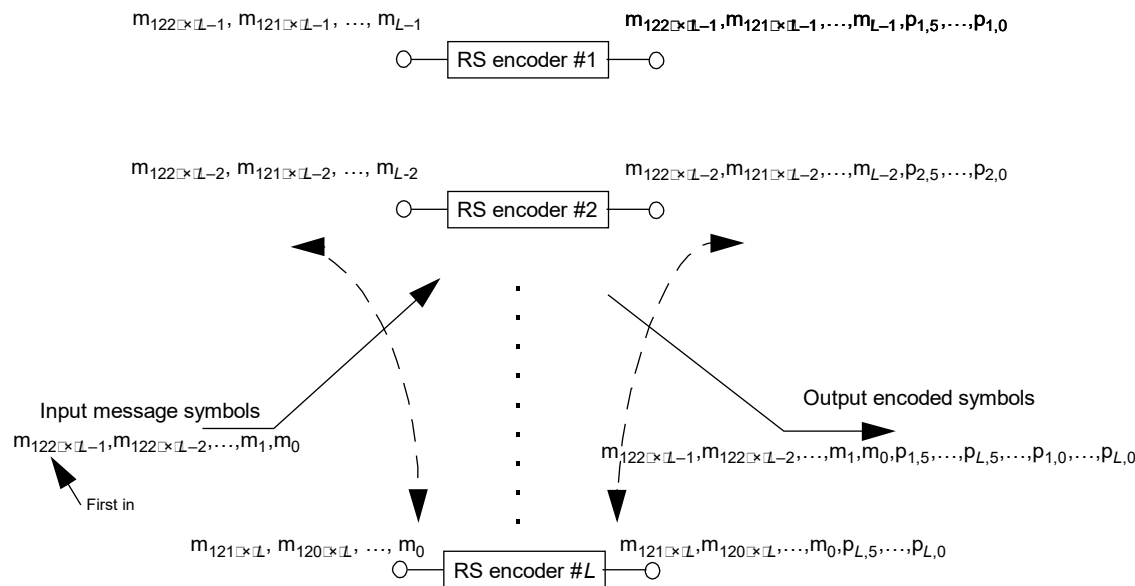 m122×L–1, m121×L–1, …, mL–1
m122×L–1,m121×L–1,…,mL–1,p1,5,…,p1,0
RS encoder #1
m122×L–2, m121×L–2, …, mL-2
m122×L–2,m121×L–2,…,mL–2,p2,5,…,p2,0
RS encoder #2
Input message symbols
m122×L–1,m122×L–2,…,m1,m0
First in
Output encoded symbols
m122×L–1,m122×L–2,…,m1,m0,p1,5,…,pL,5,…,p1,0,…,pL,0
m121×L, m120×L, …, m0
m121×L,m120×L,…,m0,pL,5,…,pL,0
RS encoder #L